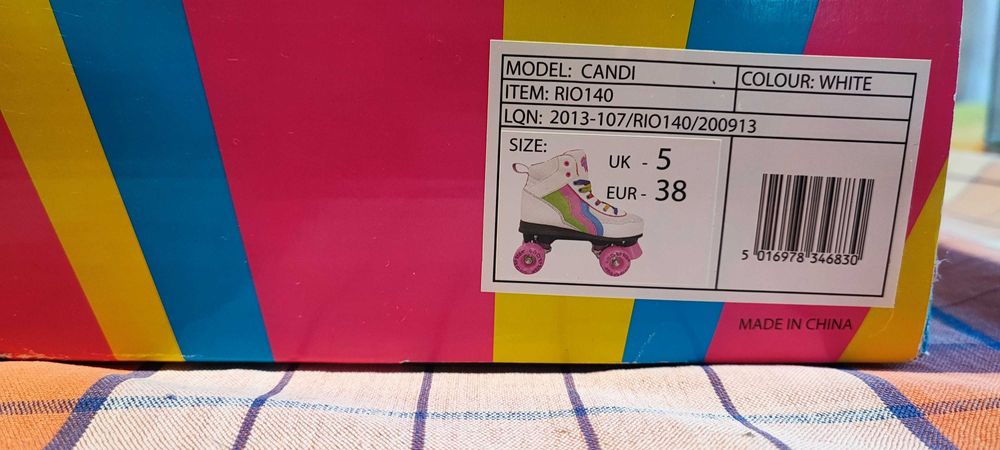 MODEL: CANDI
COLOUR: WHITE
ITEM: RIO140
LQN: 2013-107/RIO140/200913
SIZE:
UK - 5
EUR - 38
5 016978 346830
MADE IN CHINA